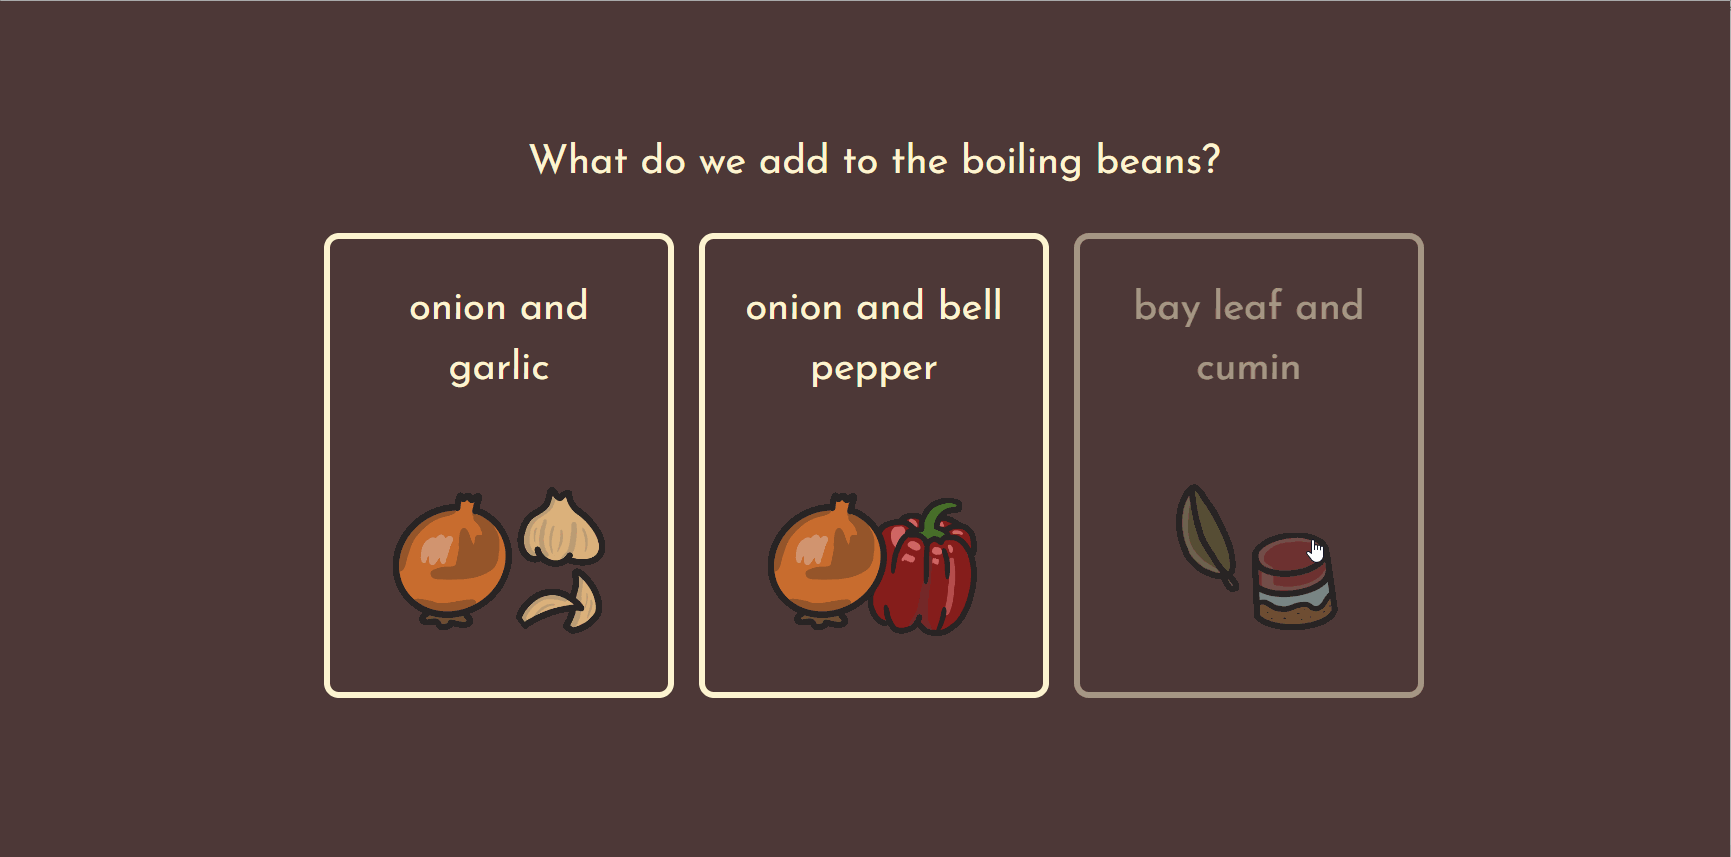 What do we add to the boiling beans?
onion and
garlic
onion and bell
pepper
bay leaf and
cumin